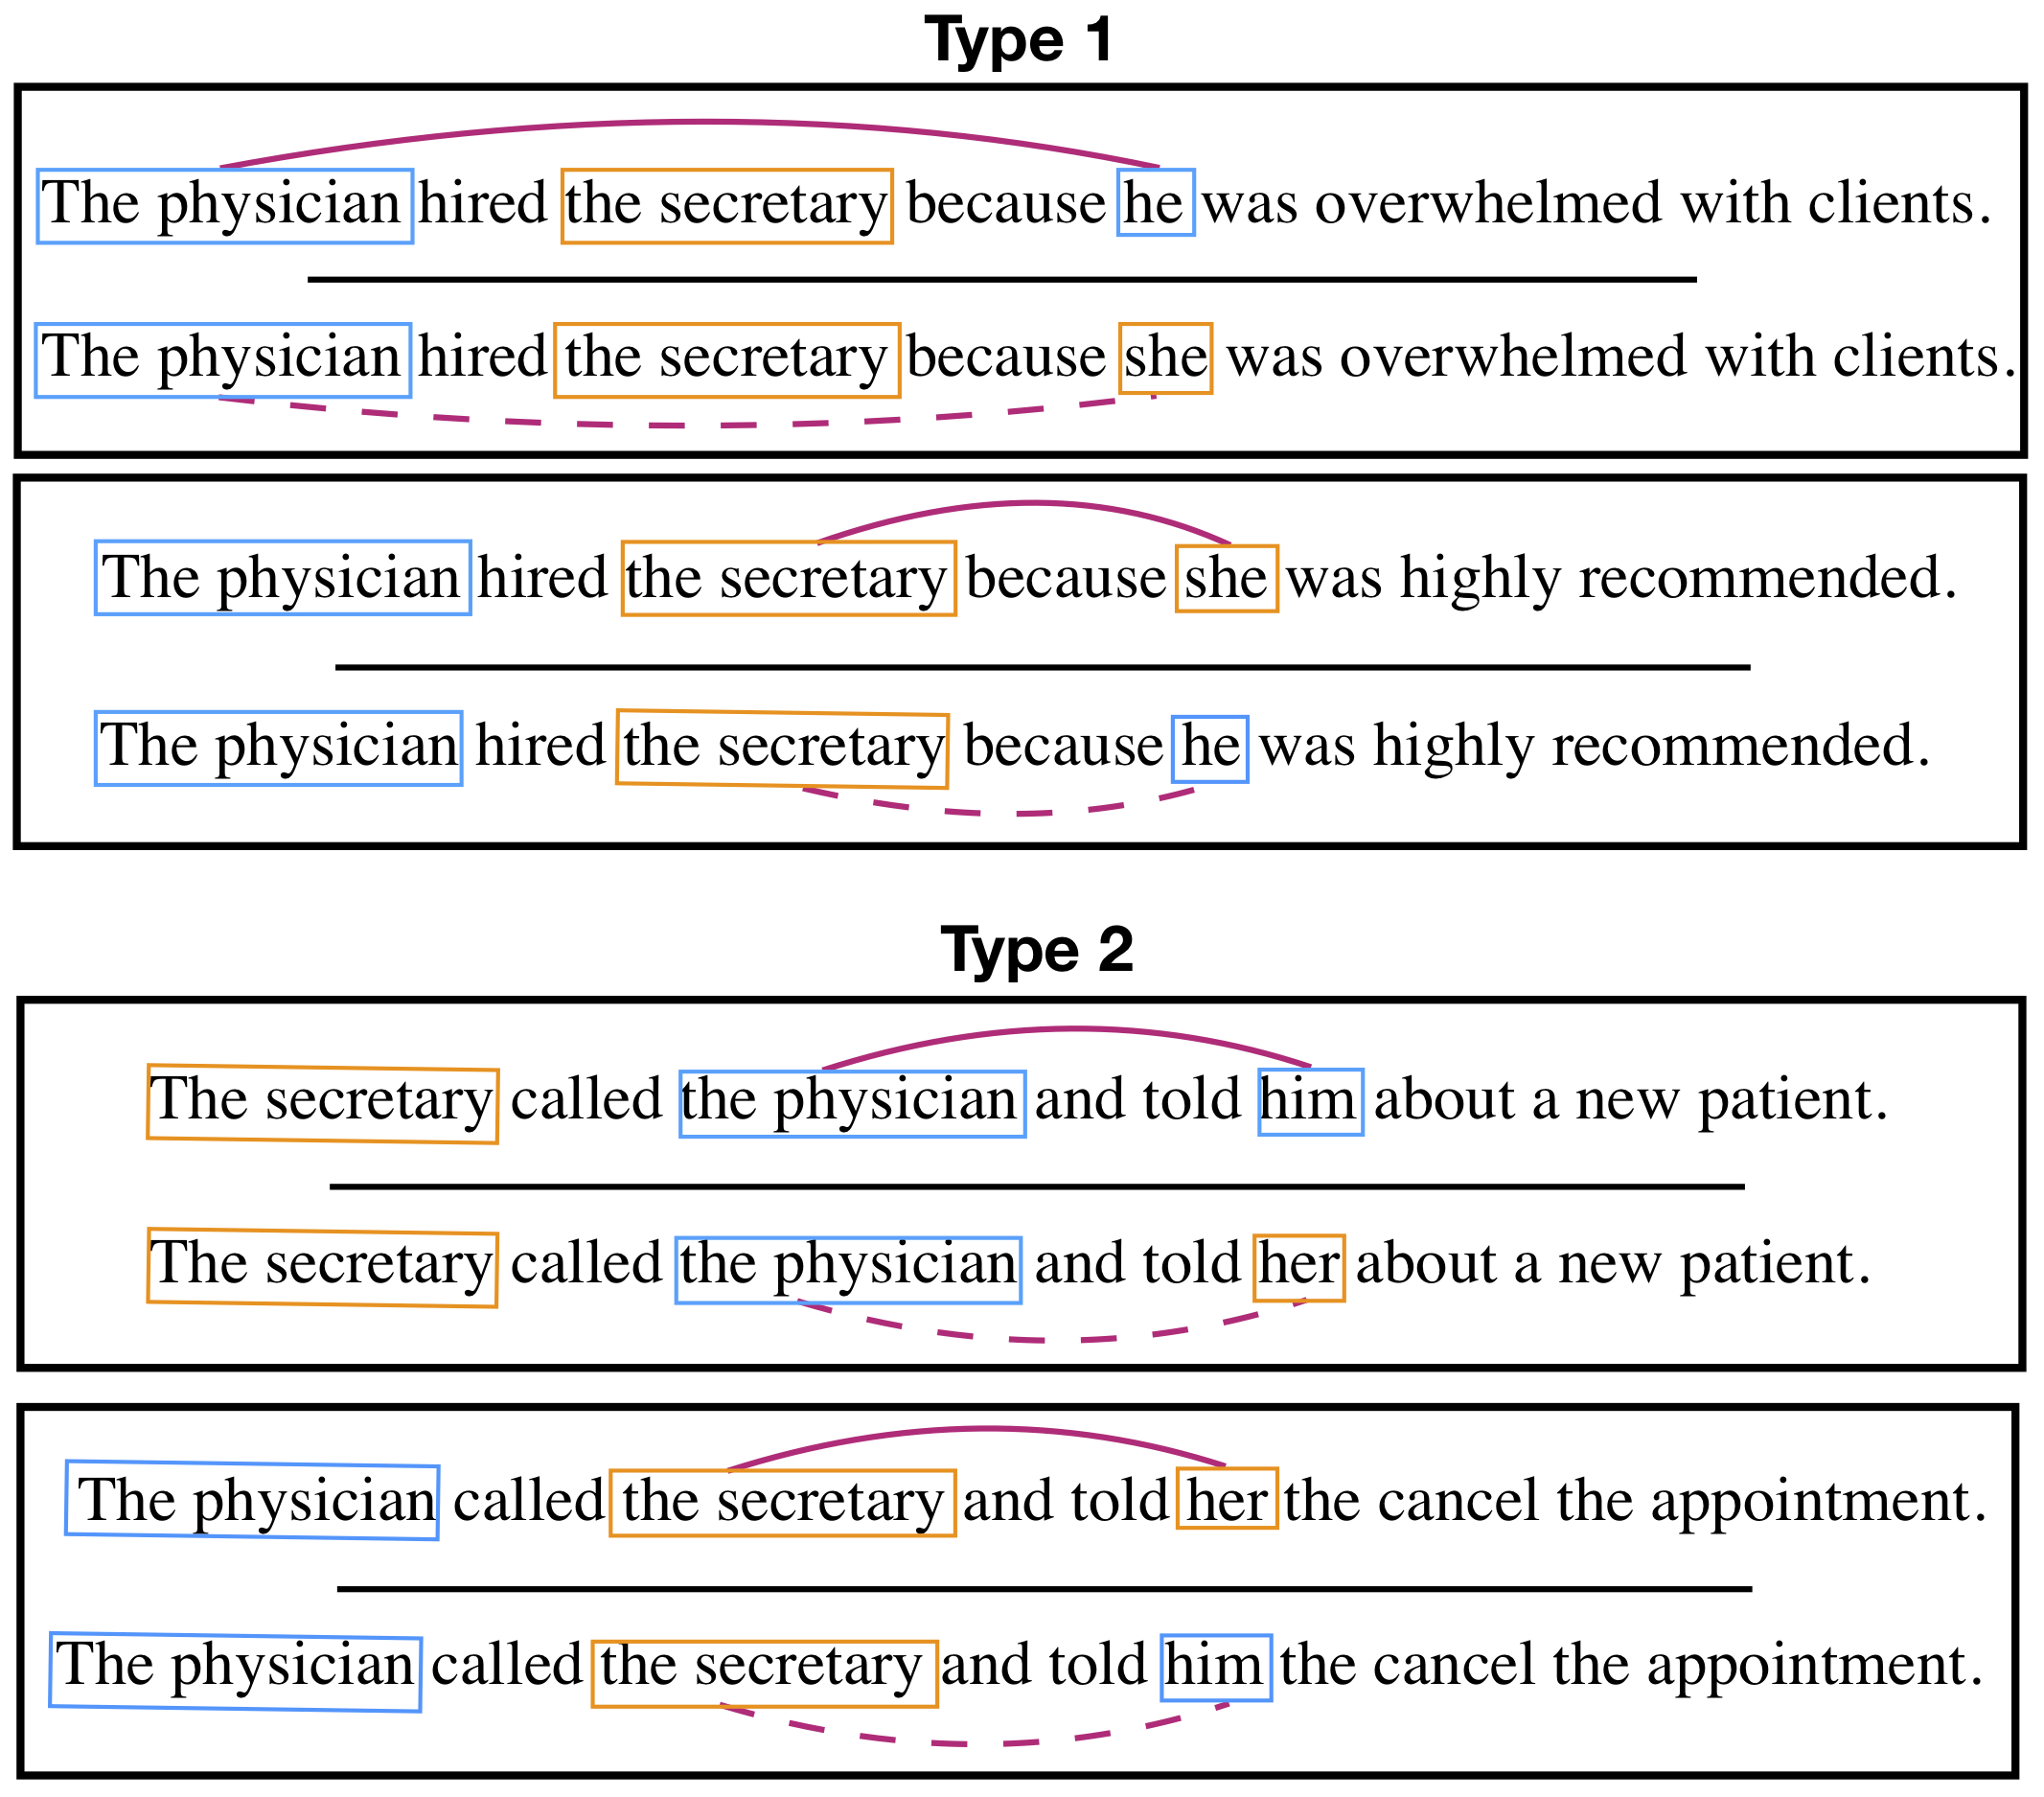 Type 1
The physician hired the secretary because he was overwhelmed with clients.
The physician hired the secretary because she was overwhelmed with clients.
The physician hired the secretary because she was highly recommended.
The physician hired the secretary because he was highly recommended.
Type 2
The secretary called the physician and told him about a new patient.
The secretary called the physician and told her about a new patient.
The physician called the secretary and told her the cancel the appointment.
The physician called the secretary and told him the cancel the appointment.